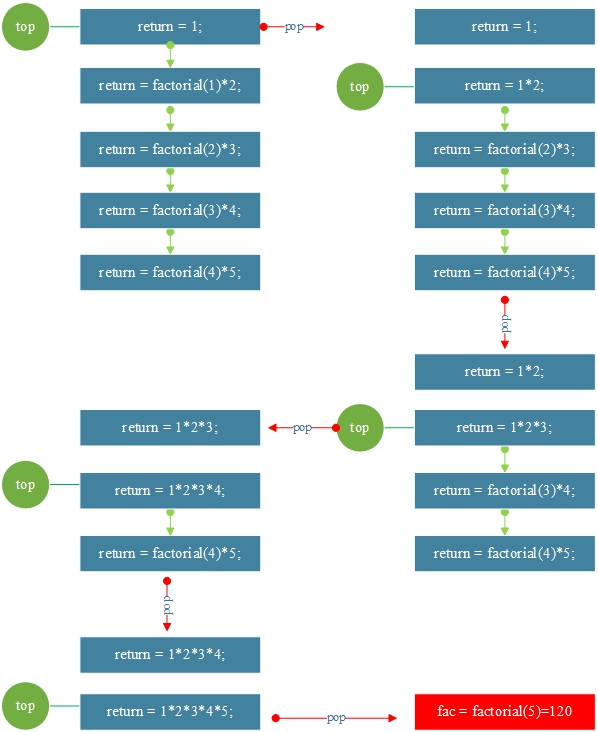 top
return = 1;
pop
return = 1;
return = factorial(1)*2;
top
return = 1*2;
return = factorial(2)*3;
return = factorial(2)*3;
return = factorial(3)*4;
return = factorial(3)*4;
return = factorial(4)*5;
return = factorial(4)*5;
pop
return = 1*2;
return = 1*2*3;
pop
top
return = 1*2*3;
top
return = 1*2*3*4;
return = factorial(3)*4;
return = factorial(4)*5;
return = factorial(4)*5;
pop
return = 1*2*3*4;
top
return = 1*2*3*4*5;
pop
fac = factorial(5)=120